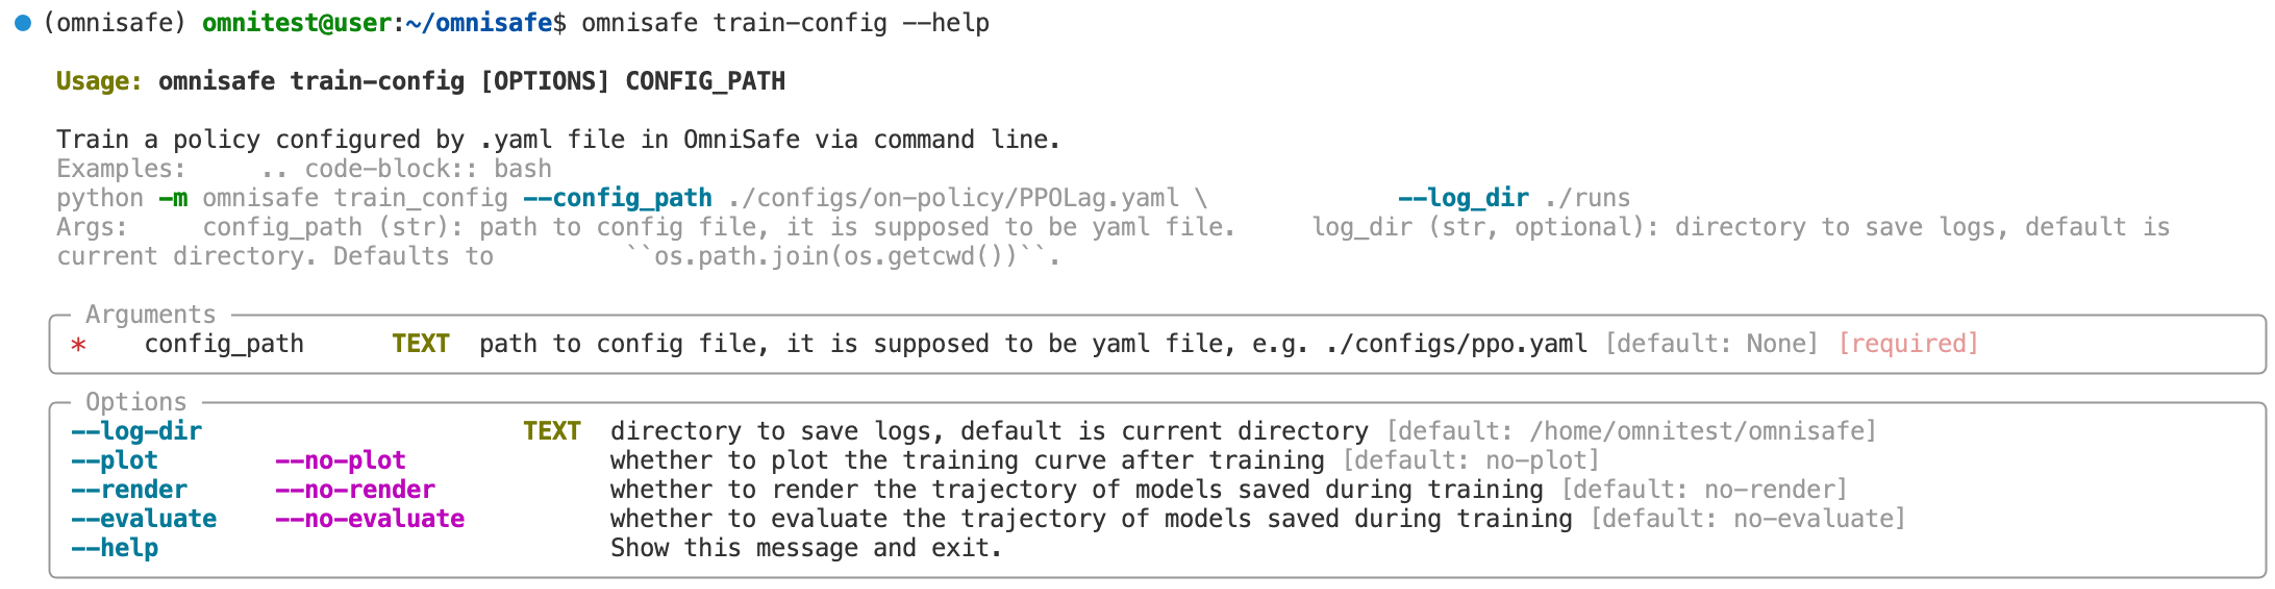 (omnisafe) omnitest@user:~/omnisafe$ omnisafe train-config --help
Usage: omnisafe train-config [OPTIONS] CONFIG_PATH
Train a policy configured by .yaml file in OmniSafe via command line.
Examples:     .. code-block:: bash
python -m omnisafe train_config --config_path ./configs/on-policy/PPOLag.yaml \             --log_dir ./runs
Args:     config_path (str): path to config file, it is supposed to be yaml file.     log_dir (str, optional): directory to save logs, default is
current directory. Defaults to         ``os.path.join(os.getcwd())``.
Arguments
*    config_path      TEXT  path to config file, it is supposed to be yaml file, e.g. ./configs/ppo.yaml [default: None] [required]
Options
--log-dir                      TEXT  directory to save logs, default is current directory [default: /home/omnitest/omnisafe]
--plot        --no-plot              whether to plot the training curve after training [default: no-plot]
--render      --no-render            whether to render the trajectory of models saved during training [default: no-render]
--evaluate    --no-evaluate          whether to evaluate the trajectory of models saved during training [default: no-evaluate]
--help                               Show this message and exit.